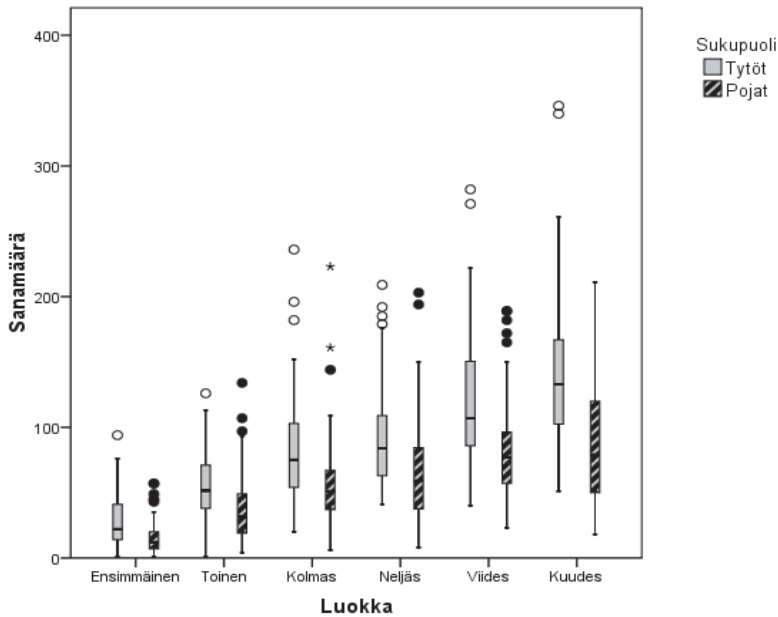 Sukupuoli
Tytöt
Pojat
Sanamäärä
400
300
200
100
0
Ensimmäinen Toinen Kolmas Neljäs Viides Kuudes
Luokka